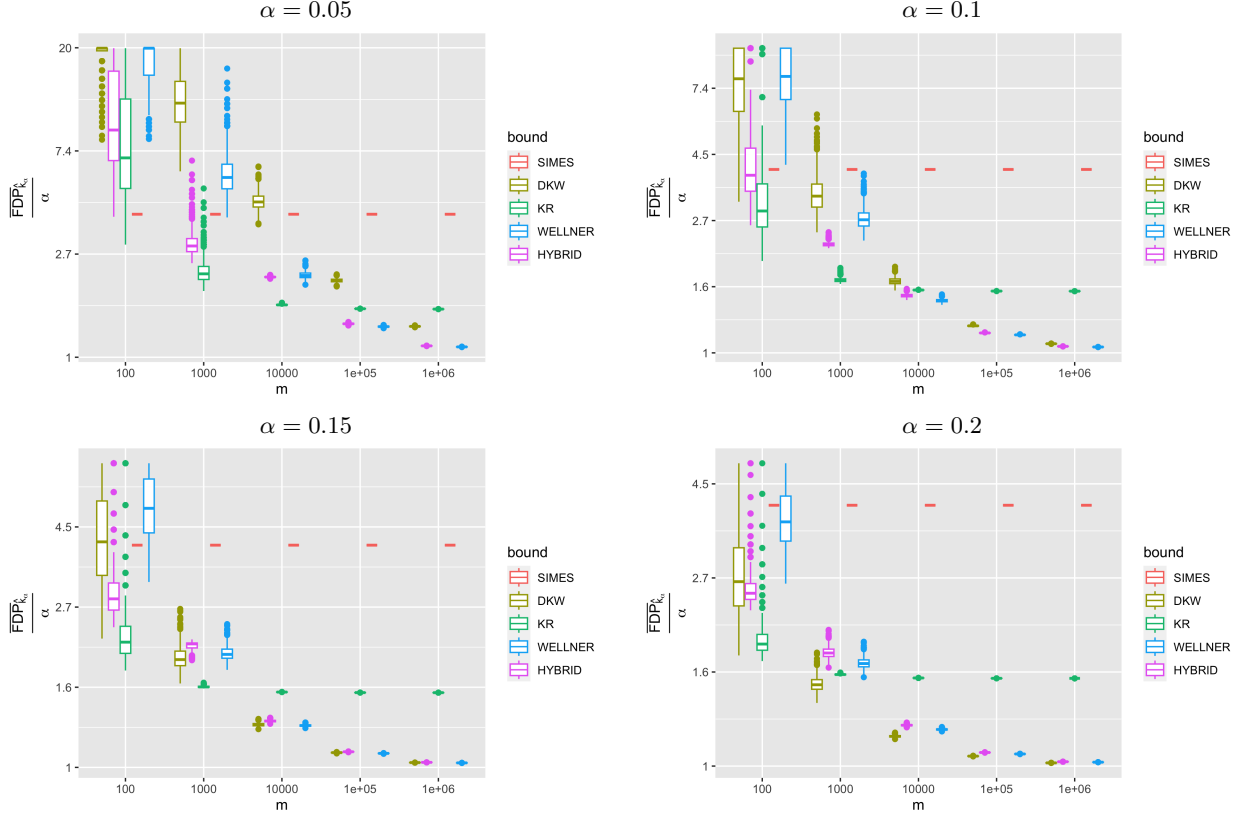 α = 0.05
20
7.4
2.7
1
100
1000
10000
1e+05
1e+06
m
FDP k̂α
α
bound
SIMES
DKW
KR
WELLNER
HYBRID
α = 0.1
7.4
4.5
2.7
1.6
1
100
1000
10000
1e+05
1e+06
m
FDP k̂α
α
bound
SIMES
DKW
KR
WELLNER
HYBRID
α = 0.15
4.5
2.7
1.6
1
100
1000
10000
1e+05
1e+06
m
FDP k̂α
α
bound
SIMES
DKW
KR
WELLNER
HYBRID
α = 0.2
4.5
2.7
1.6
1
100
1000
10000
1e+05
1e+06
m
FDP k̂α
α
bound
SIMES
DKW
KR
WELLNER
HYBRID